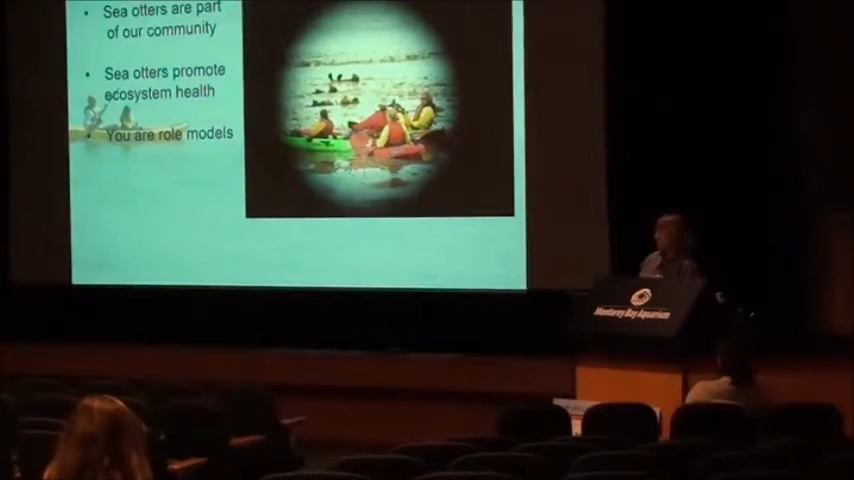 • Sea otters are part
of our community
• Sea otters promote
ecosystem health
• You are role models
Monterey Bay Aquarium